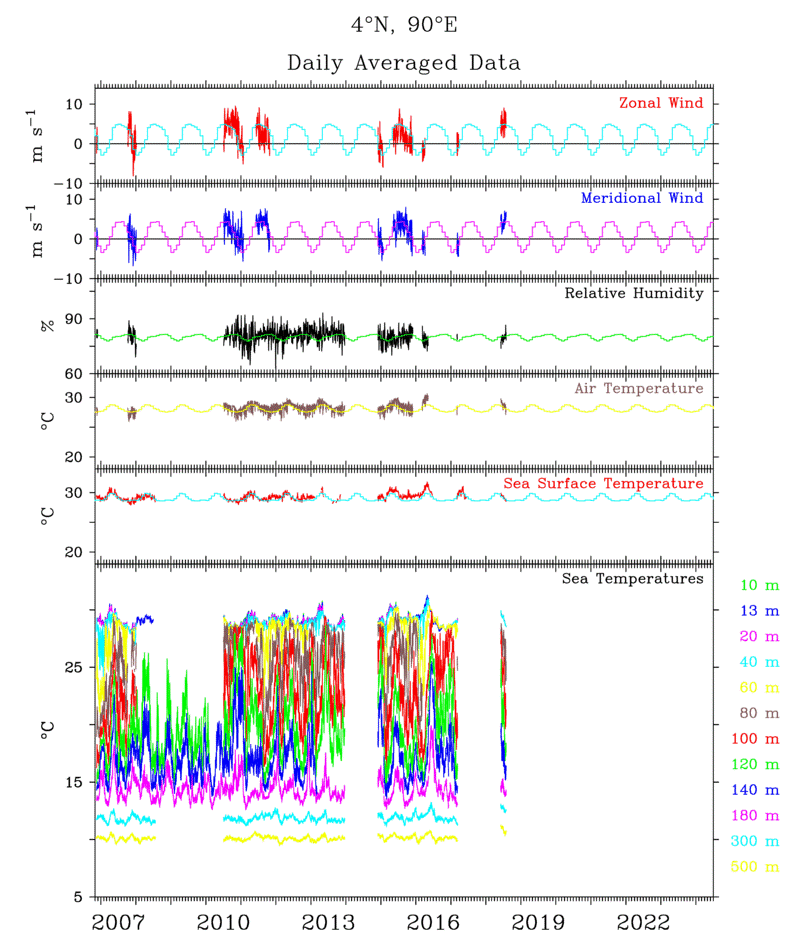 4°N, 90°E
Daily Averaged Data
Zonal Wind
10
0
−10
m s−1
Meridional Wind
10
0
−10
m s−1
Relative Humidity
90
60
%
Air Temperature
30
20
°C
Sea Surface Temperature
30
20
°C
Sea Temperatures
25
15
5
°C
10 m
13 m
20 m
40 m
60 m
80 m
100 m
120 m
140 m
180 m
300 m
500 m
2007 2010 2013 2016 2019 2022